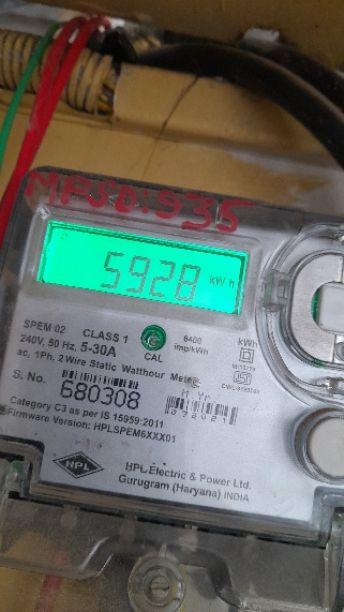 MPSD:935
5928 kWh
SPEM 02 CLASS 1 6400 imp/kWh kWh
240V, 50 Hz, 5-30A CAL
ac, 1Ph, 2 Wire Static Watthour Meter
S. No. 680308 M Yr
Category C3 as per IS 15959:2011
Firmware Version: HPLSPEM6XXX01
HPL HPL Electric & Power Ltd.
Gurugram (Haryana) INDIA